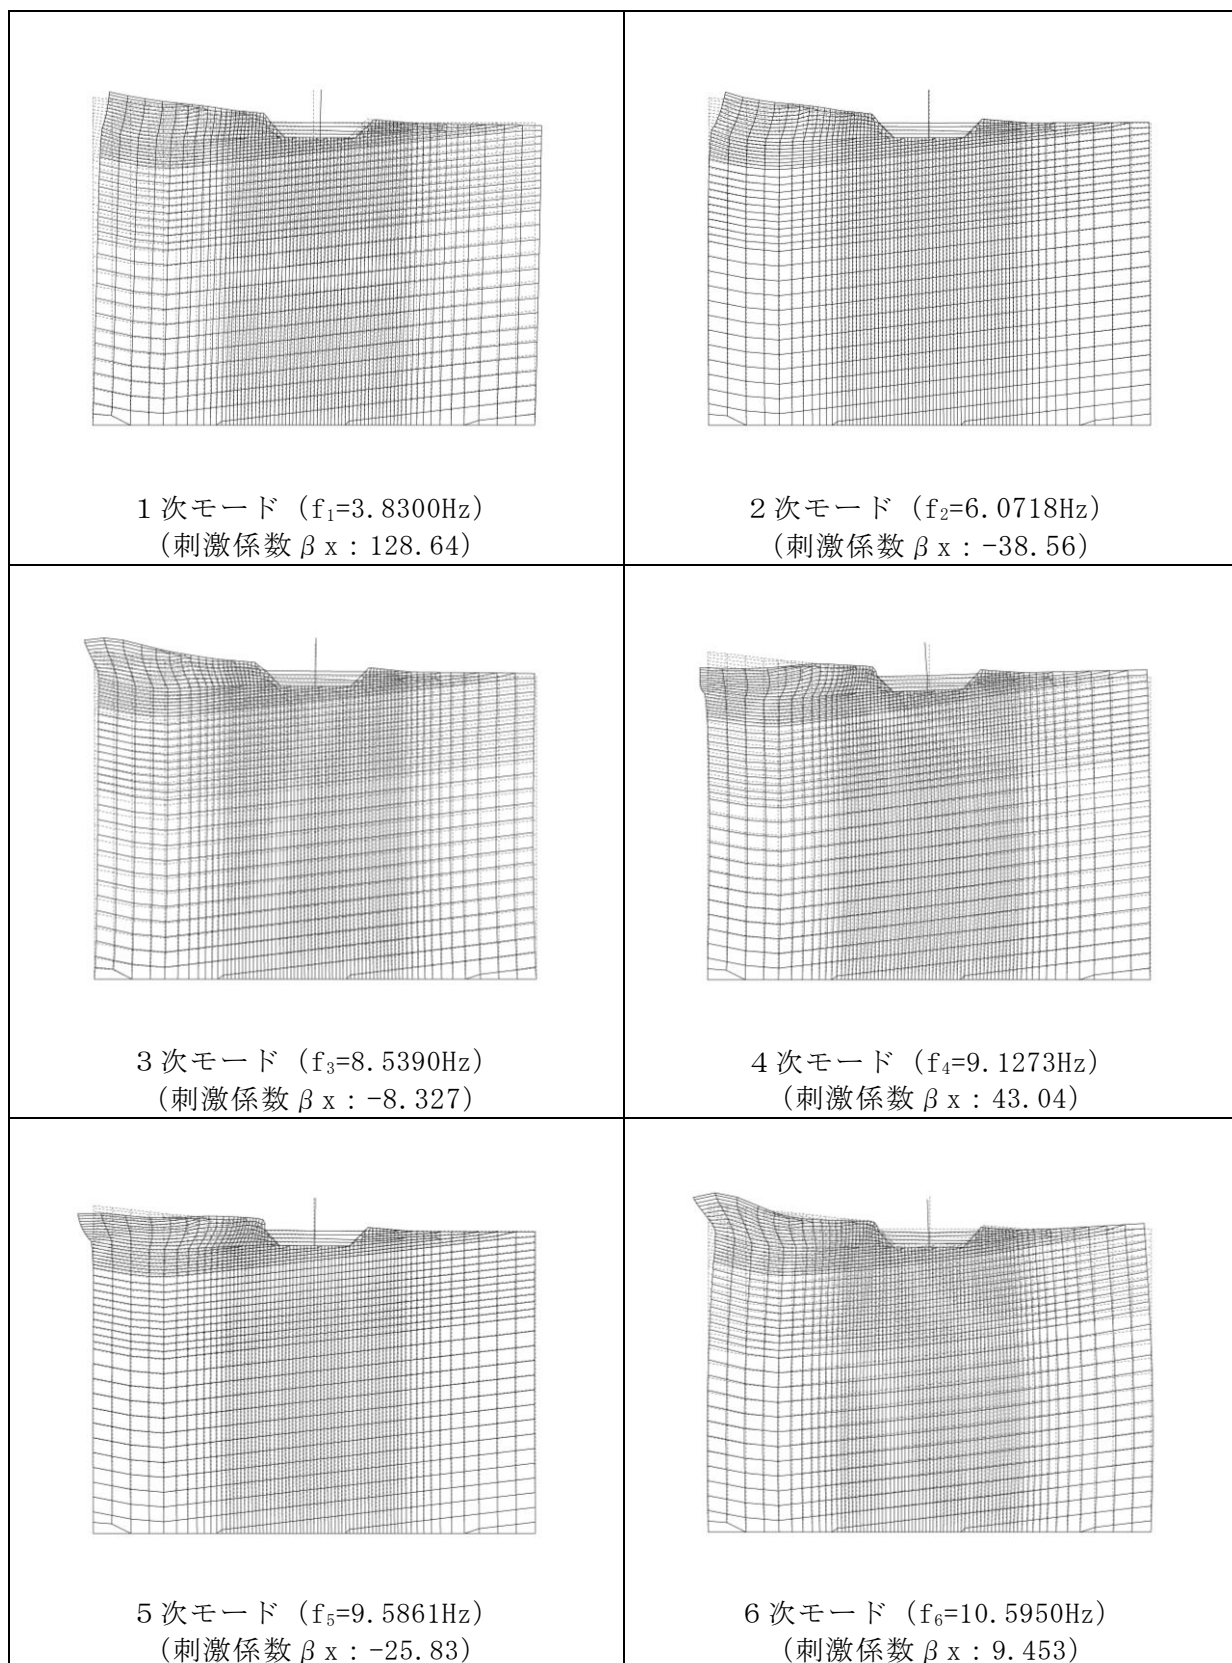 1次モード (f₁=3.8300Hz)
(刺激係数βx:128.64)
2次モード (f₂=6.0718Hz)
(刺激係数βx:-38.56)
3次モード (f₃=8.5390Hz)
(刺激係数βx:-8.327)
4次モード (f₄=9.1273Hz)
(刺激係数βx:43.04)
5次モード (f₅=9.5861Hz)
(刺激係数βx:-25.83)
6次モード (f₆=10.5950Hz)
(刺激係数βx:9.453)